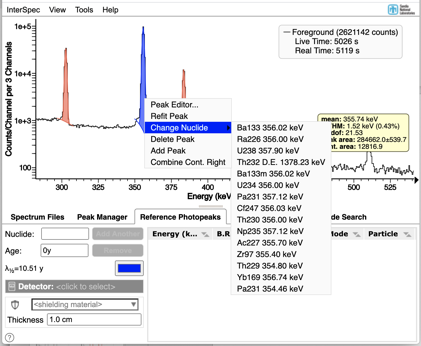 InterSpec View Tools Help
Sandia National Laboratories
1e+5
1e+4
1e+3
100
Counts/Channel per 3 Channels
300 350 400 500
Energy (keV)
Foreground (2621142 counts)
Live Time: 5026 s
Real Time: 5119 s
Peak Editor...
Refit Peak
Change Nuclide
Delete Peak
Add Peak
Combine Cont. Right
Ba133 356.02 keV
Ra226 356.00 keV
U238 357.90 keV
Th232 D.E. 1378.23 keV
Ba133m 356.02 keV
U234 356.00 keV
Pa231 357.12 keV
Cf247 356.03 keV
Th230 356.00 keV
Np235 357.12 keV
Ac227 355.70 keV
Zr97 355.40 keV
Th229 354.80 keV
Yb169 356.74 keV
Pa231 354.46 keV
mean: 355.74 keV
HM: 1.52 keV (0.43%)
dof: 21.53
area: 284662.0±539.7
area: 12816.9
Spectrum Files Peak Manager Reference Photopeaks de Search
Nuclide: Add Another
Age: 0y Remove
λ½=10.51 y
Detector: <click to select>
<shielding material>
Thickness 1.0 cm
Energy (k... B.R Mode Particle
?